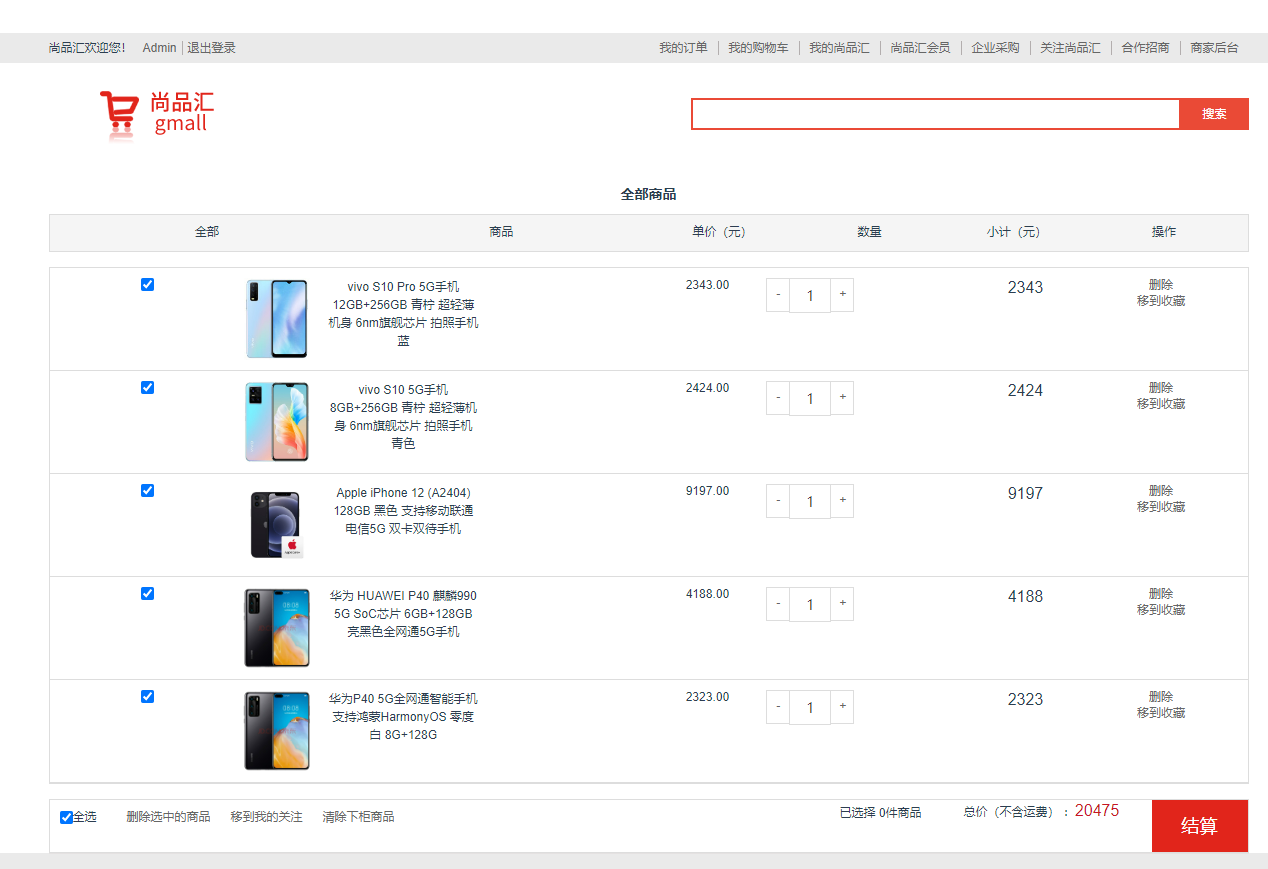 尚品汇欢迎您! Admin 退出登录 我的订单 我的购物车 我的尚品汇 尚品汇会员 企业采购 关注尚品汇 合作招商 商家后台
尚品汇
gmall
搜索
全部商品
全部 商品 单价（元） 数量 小计（元） 操作
vivo S10 Pro 5G手机 2343.00 - 1 + 2343 删除
12GB+256GB 青柠 超轻薄 移到收藏
机身 6nm旗舰芯片 拍照手机
蓝
vivo S10 5G手机 2424.00 - 1 + 2424 删除
8GB+256GB 青柠 超轻薄机 移到收藏
身 6nm旗舰芯片 拍照手机
青色
Apple iPhone 12 (A2404) 9197.00 - 1 + 9197 删除
128GB 黑色 支持移动联通 移到收藏
电信5G 双卡双待手机
华为 HUAWEI P40 麒麟990 4188.00 - 1 + 4188 删除
5G SoC芯片 6GB+128GB 移到收藏
亮黑色全网通5G手机
08:08
华为P40 5G全网通智能手机 2323.00 - 1 + 2323 删除
支持鸿蒙HarmonyOS 零度 移到收藏
白 8G+128G
08:08
全选 删除选中的商品 移到我的关注 清除下柜商品 已选择 0件商品 总价（不含运费） ： 20475 结算